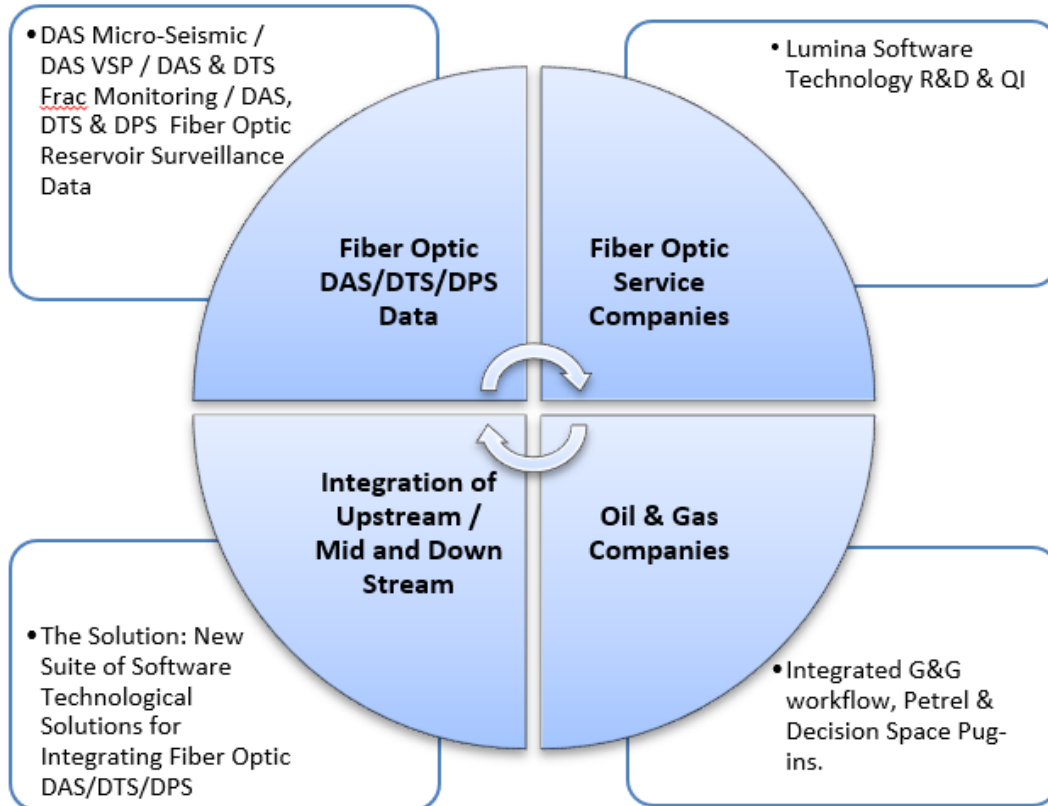 •DAS Micro-Seismic /
DAS VSP / DAS & DTS
Frac Monitoring / DAS,
DTS & DPS  Fiber Optic
Reservoir Surveillance
Data
• Lumina Software
Technology R&D & QI
Fiber Optic
DAS/DTS/DPS
Data
Fiber Optic
Service
Companies
Integration of
Upstream /
Mid and Down
Stream
Oil & Gas
Companies
•The Solution: New
Suite of Software
Technological
Solutions for
Integrating Fiber Optic
DAS/DTS/DPS
•Integrated G&G
workflow, Petrel &
Decision Space Pug-
ins.